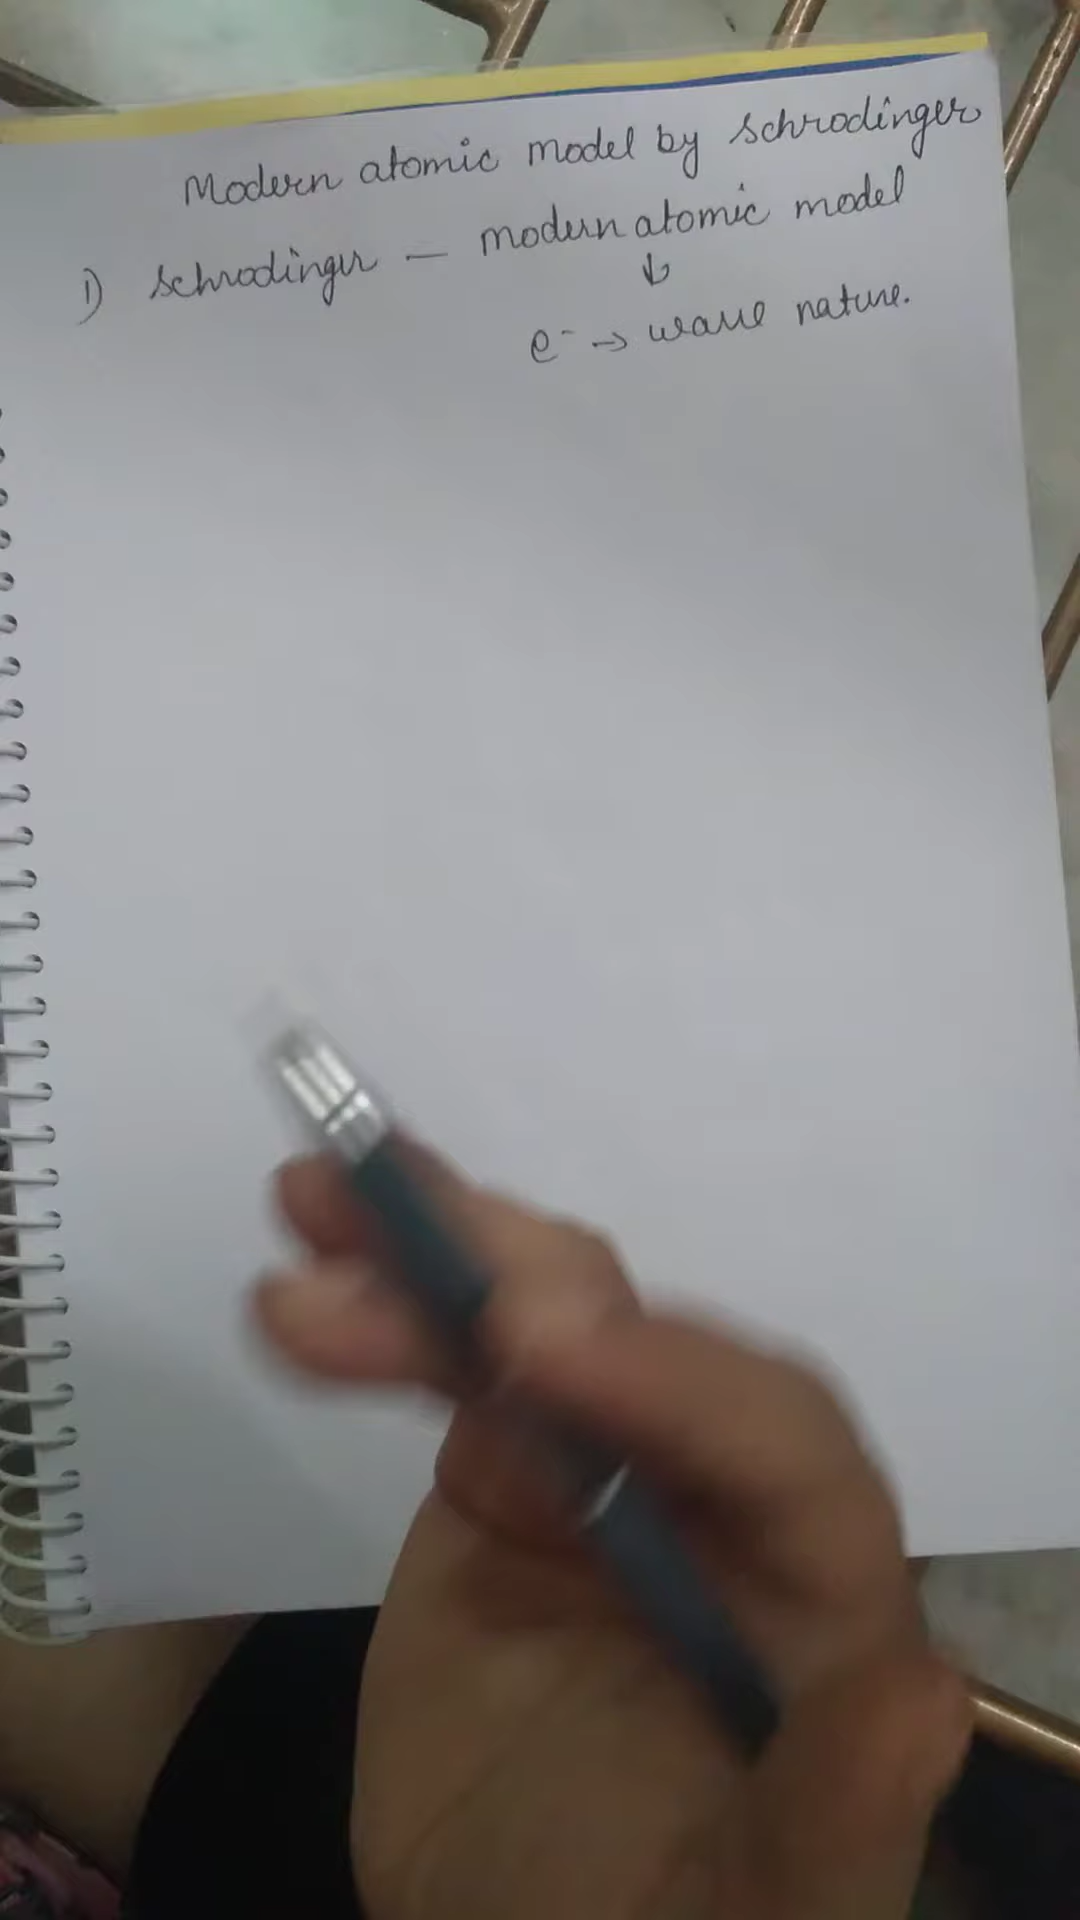 Modern atomic model by Schrodinger
1) Schrodinger — modern atomic model
↓
e⁻ → wave nature.